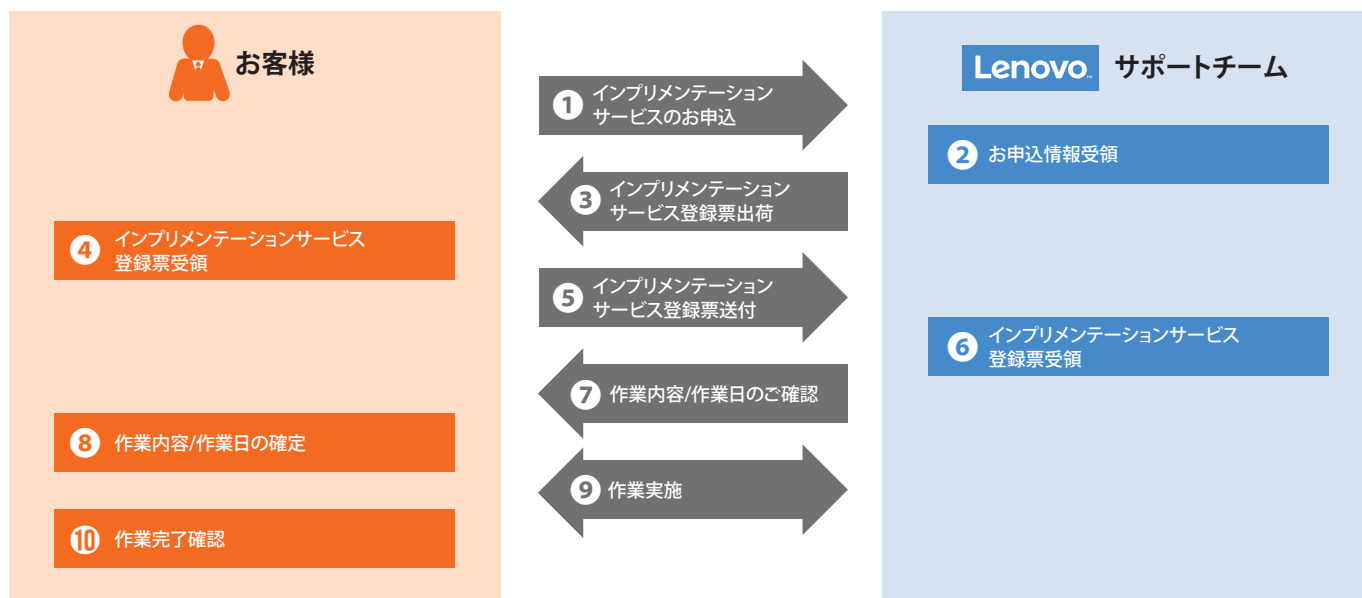 お客様
Lenovo サポートチーム
1 インプリメンテーション
サービスのお申込
2 お申込情報受領
3 インプリメンテーション
サービス登録票出荷
4 インプリメンテーションサービス
登録票受領
5 インプリメンテーション
サービス登録票送付
6 インプリメンテーションサービス
登録票受領
7 作業内容/作業日のご確認
8 作業内容/作業日の確定
9 作業実施
10 作業完了確認